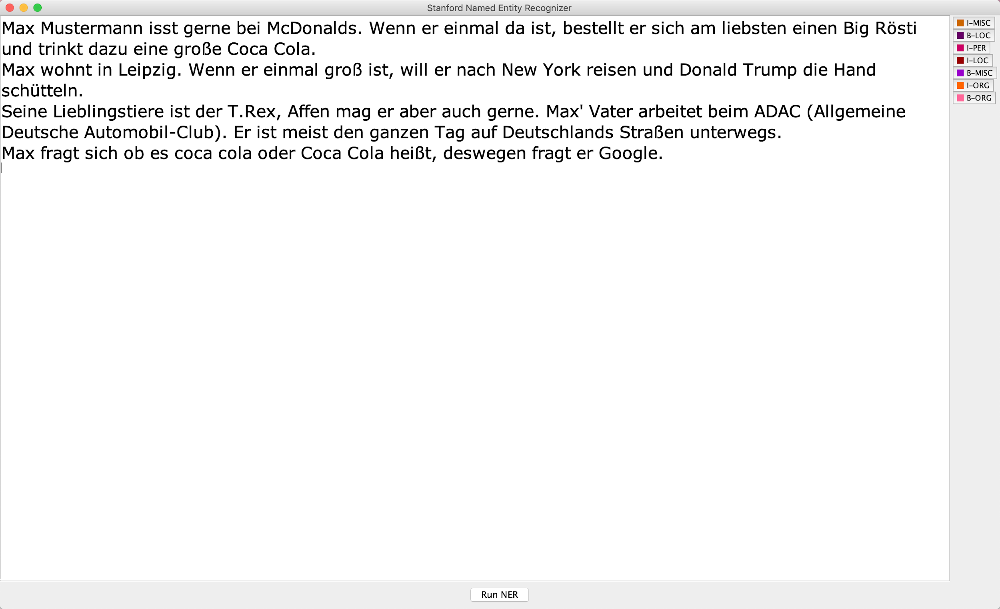 Stanford Named Entity Recognizer
Max Mustermann isst gerne bei McDonalds. Wenn er einmal da ist, bestellt er sich am liebsten einen Big Rösti
und trinkt dazu eine große Coca Cola.
Max wohnt in Leipzig. Wenn er einmal groß ist, will er nach New York reisen und Donald Trump die Hand
schütteln.
Seine Lieblingstiere ist der T.Rex, Affen mag er aber auch gerne. Max' Vater arbeitet beim ADAC (Allgemeine
Deutsche Automobil-Club). Er ist meist den ganzen Tag auf Deutschlands Straßen unterwegs.
Max fragt sich ob es coca cola oder Coca Cola heißt, deswegen fragt er Google.
I-MISC
B-LOC
I-PER
I-LOC
B-MISC
I-ORG
B-ORG
Run NER